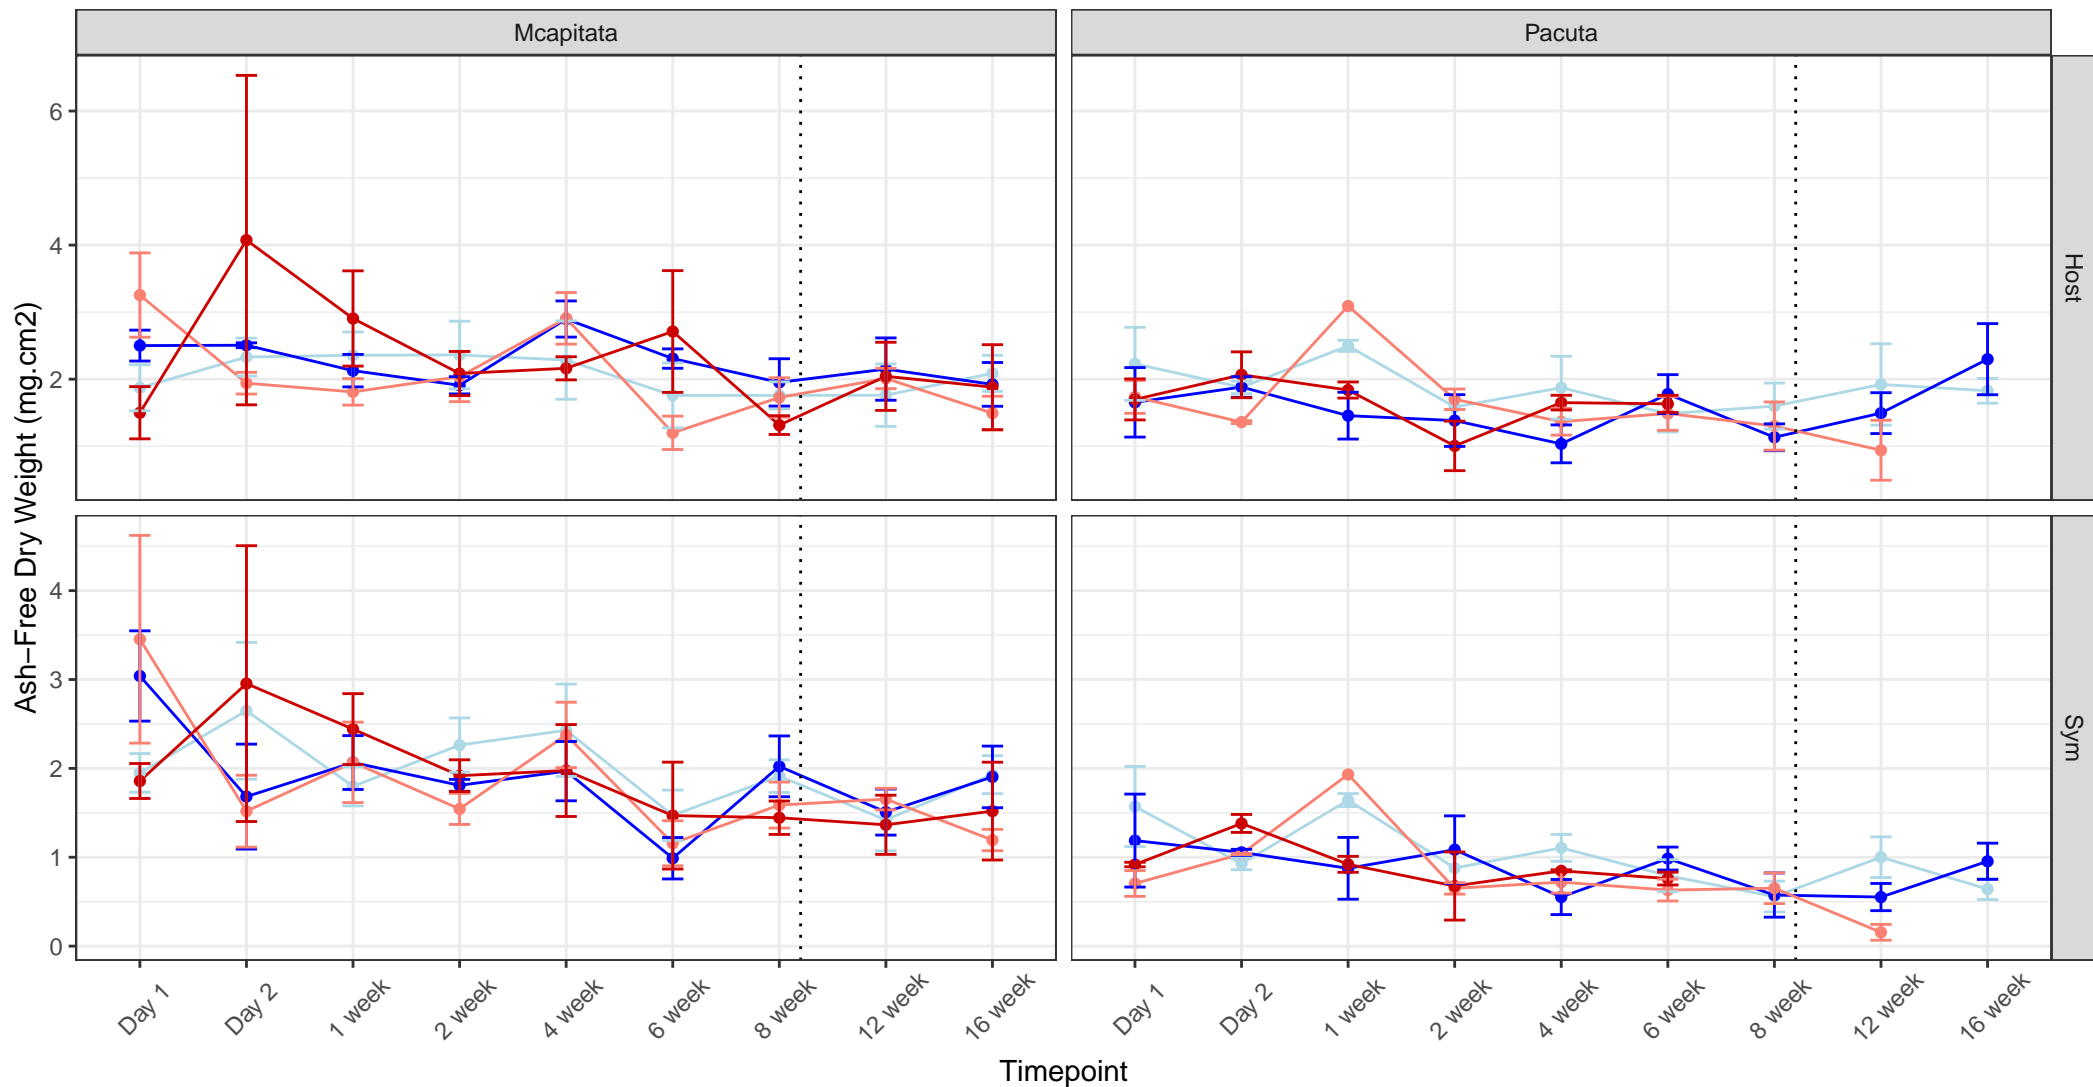 Mcapitata
Pacuta
Ash−Free Dry Weight (mg.cm2)
6
4
2
Host
4
3
2
1
0
Sym
Day 1
Day 2
1 week
2 week
4 week
6 week
8 week
12 week
16 week
Day 1
Day 2
1 week
2 week
4 week
6 week
8 week
12 week
16 week
Timepoint